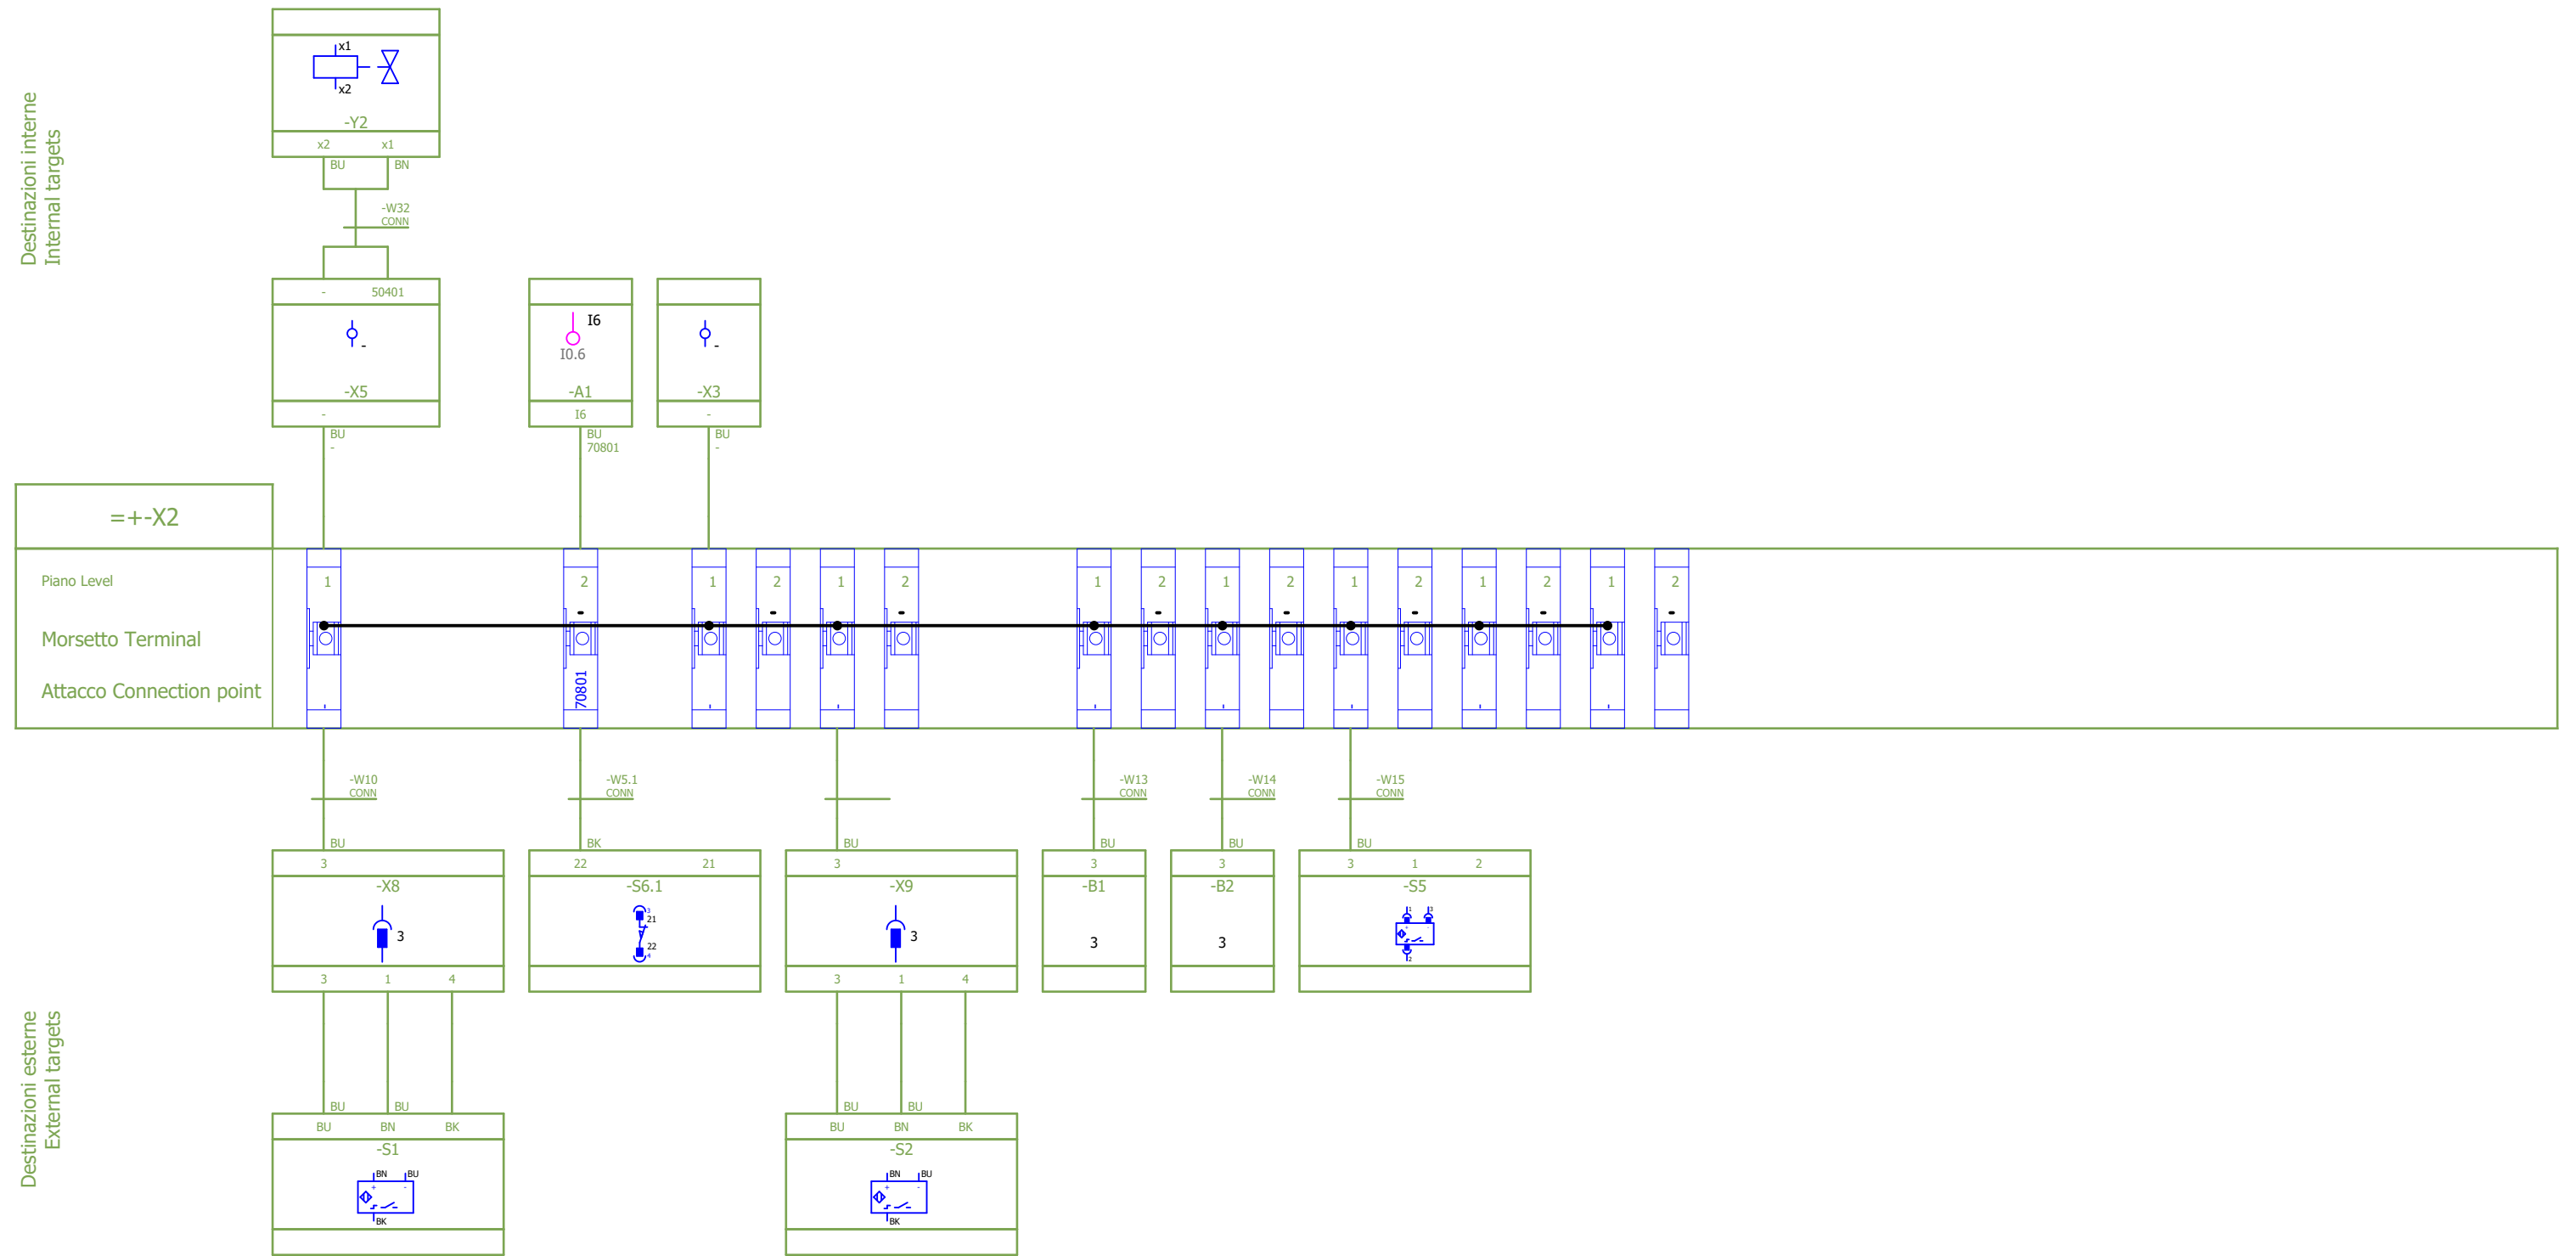 Destinazioni interne
Internal targets
x1
x2
-Y2
x2 x1
BU BN
-W32
CONN
- 50401
-
-X5
-
BU
-
I6
I0.6
-A1
I6
BU
70801
-
-X3
-
BU
-
=+-X2
Piano Level
1 2 1 2 1 2 1 2 1 2 1 2 1 2 1 2
- - - - - - - -
Morsetto Terminal
Attacco Connection point
- 70801 - - - - - - -
-W10
CONN
-W5.1
CONN
-W13
CONN
-W14
CONN
-W15
CONN
BU
3
-X8
3
3 1 4
BK
22 21
-S6.1
3
21
22
4
BU
3
-X9
3
3 1 4
BU
3
-B1
3
BU
3
-B2
3
BU
3 1 2
-S5
1 3
+ -
2
Destinazioni esterne
External targets
BU BU
BU BN BK
-S1
BN BU
+ -
BK
BU BU
BU BN BK
-S2
BN BU
+ -
BK